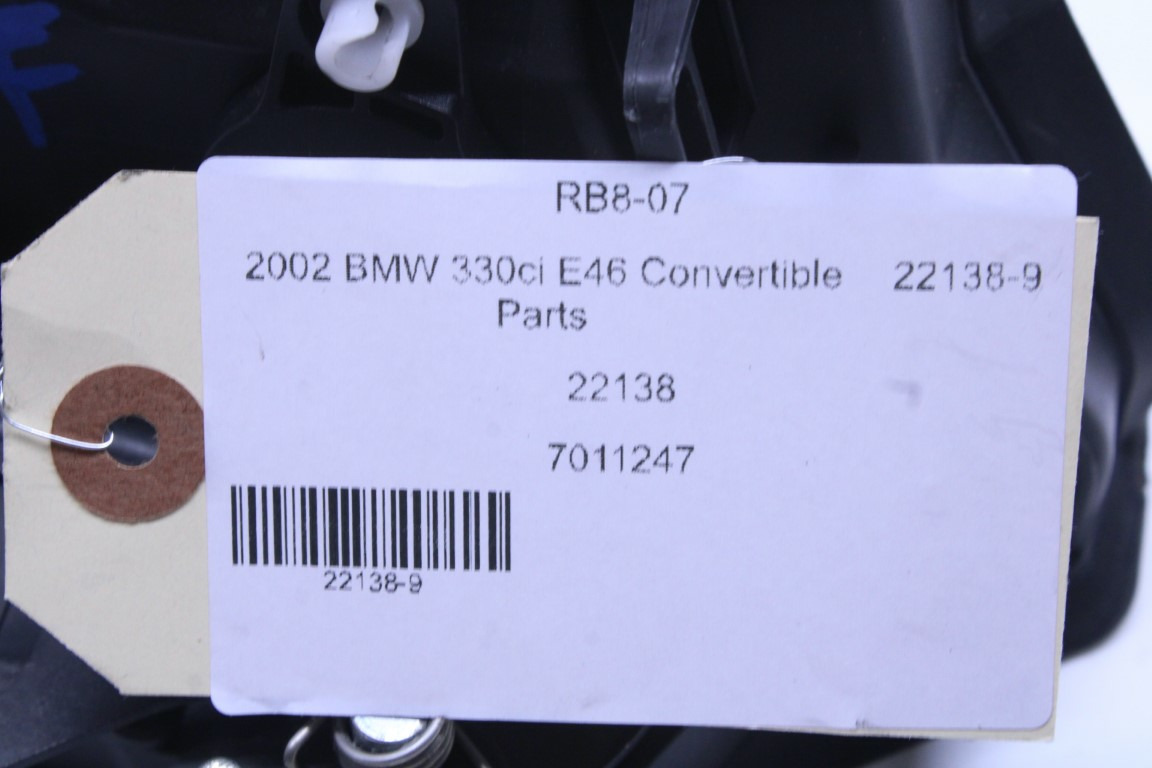 RB8-07
2002 BMW 330ci E46 Convertible 22138-9
Parts
22138
7011247
22138-9